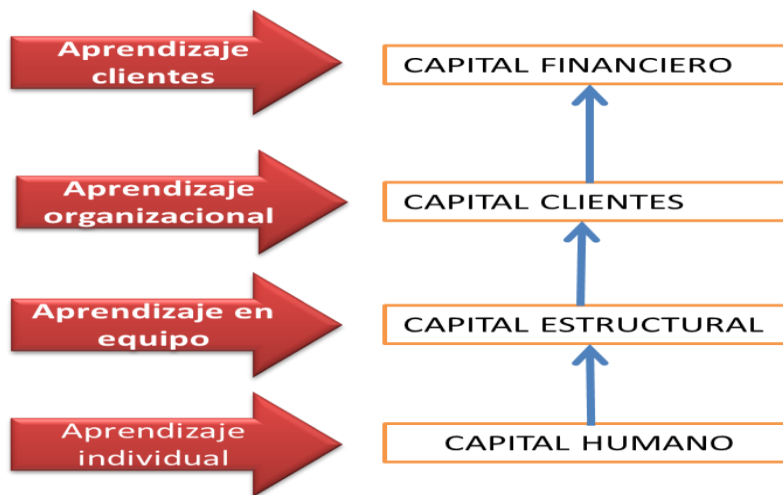 Aprendizaje
clientes
CAPITAL FINANCIERO
Aprendizaje
organizacional
CAPITAL CLIENTES
Aprendizaje en
equipo
CAPITAL ESTRUCTURAL
Aprendizaje
individual
CAPITAL HUMANO